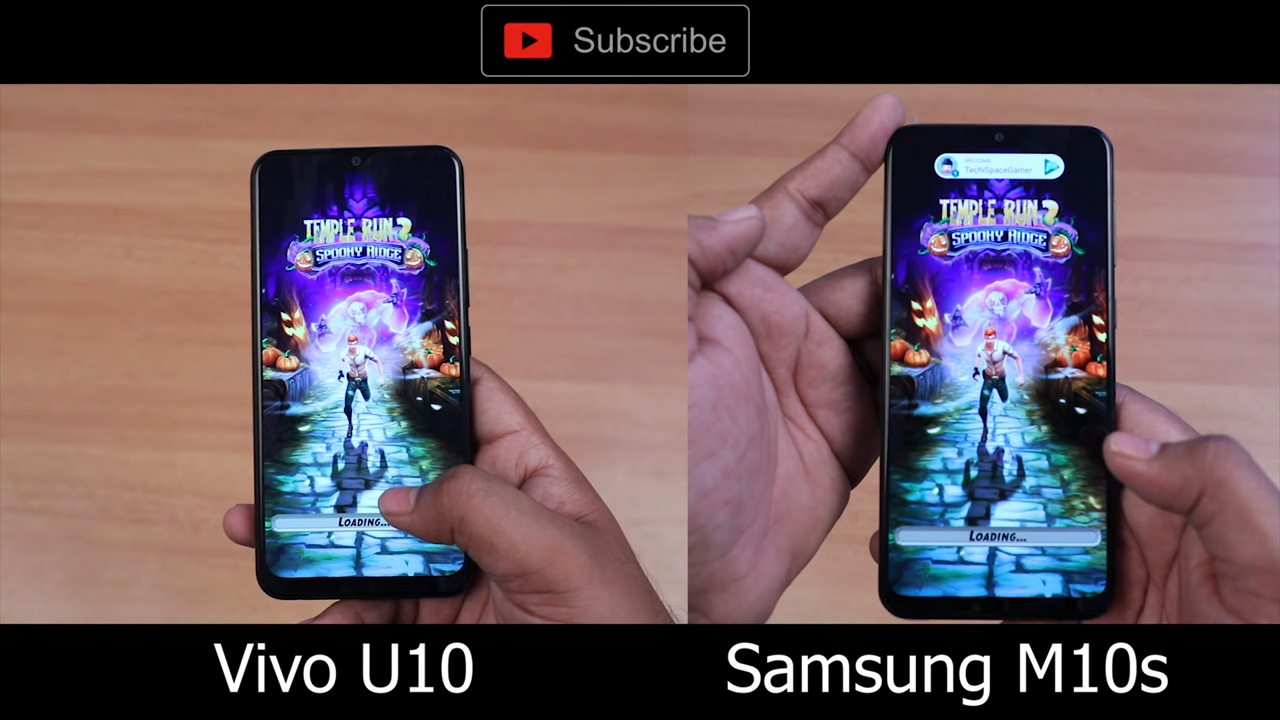 Subscribe
TEMPLE RUN 2
SPOOKY RIDGE
LOADING...
WELCOME
TechiSpaceGamer
TEMPLE RUN 2
SPOOKY RIDGE
LOADING...
Vivo U10
Samsung M10s